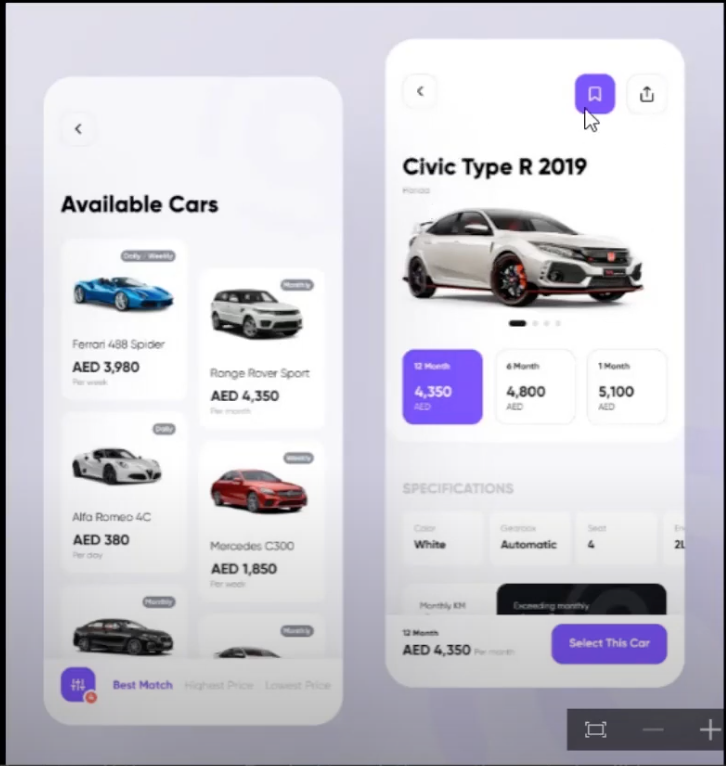 Available Cars
Daily / Weekly
Ferrari 488 Spider
AED 3,980
Per week
Monthly
Range Rover Sport
AED 4,350
Per month
Daily
Alfa Romeo 4C
AED 380
Per day
Weekly
Mercedes C300
AED 1,850
Per week
Monthly
Monthly
4
Best Match
Highest Price
Lowest Price
Civic Type R 2019
Honda
12 Month
4,350
AED
6 Month
4,800
AED
1 Month
5,100
AED
SPECIFICATIONS
Color
White
Gearbox
Automatic
Seat
4
En
2L
Monthly KM
Exceeding monthly
12 Month
AED 4,350 Per month
Select This Car